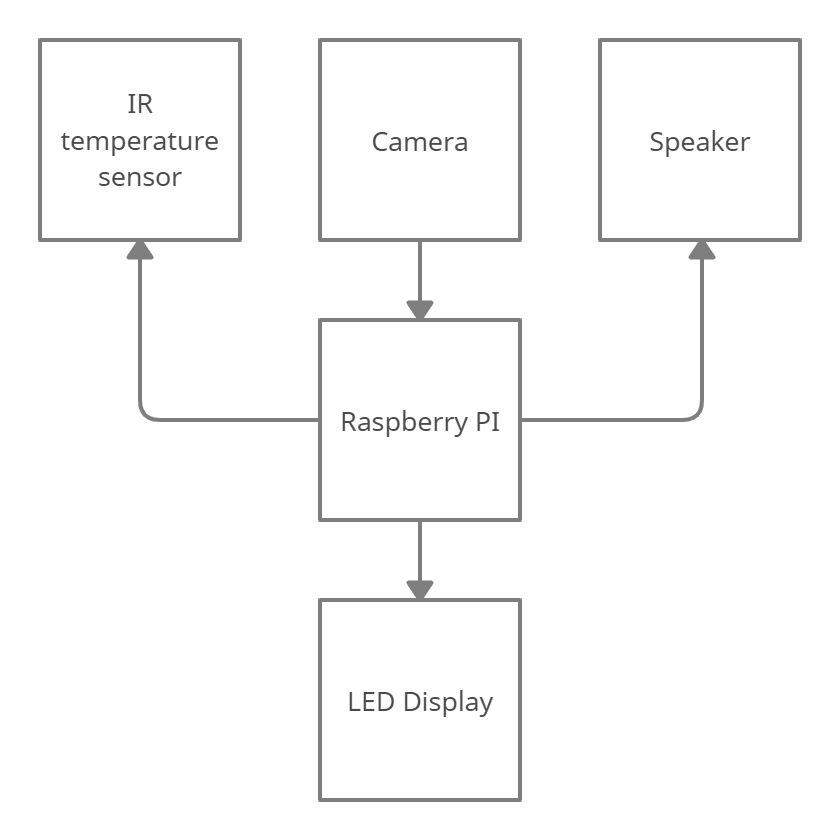 IR
temperature
sensor
Camera
Speaker
Raspberry PI
LED Display